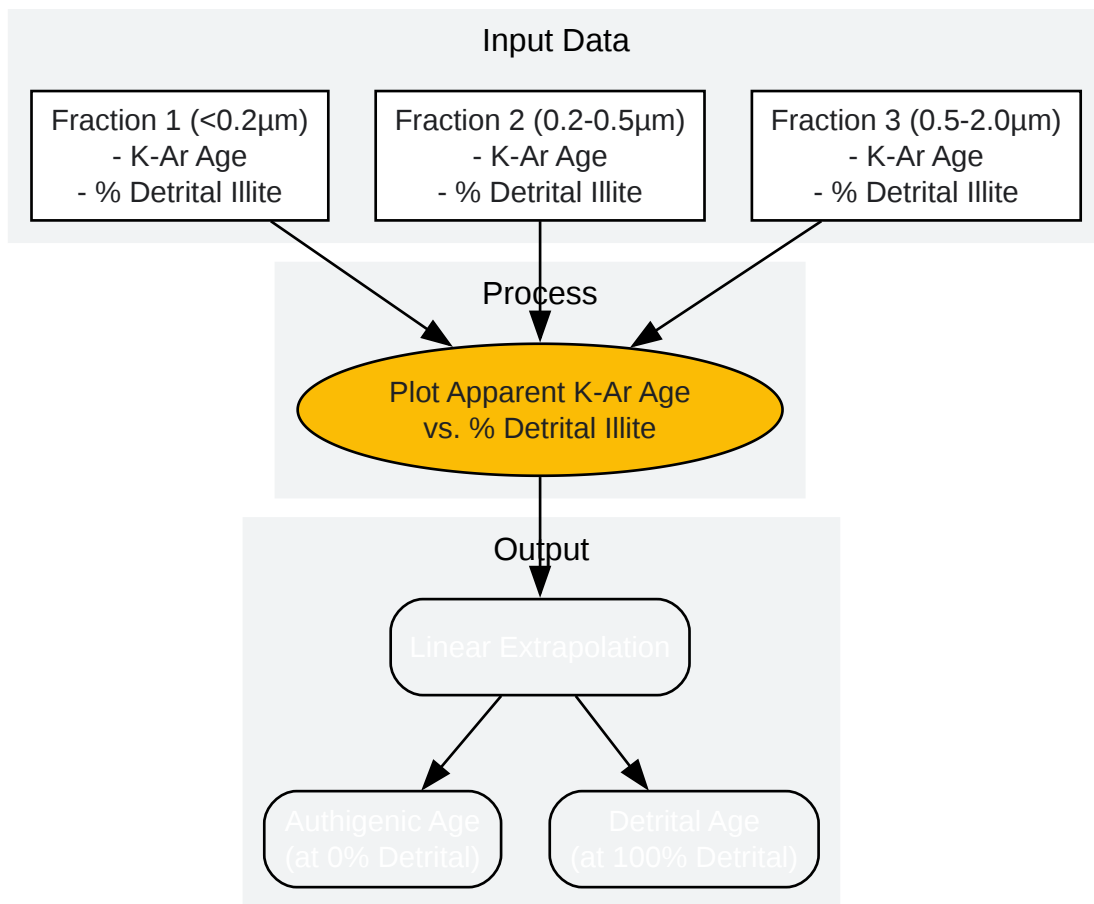 Input Data
Fraction 1 (<0.2µm)
- K-Ar Age
- % Detrital Illite
Fraction 2 (0.2-0.5µm)
- K-Ar Age
- % Detrital Illite
Fraction 3 (0.5-2.0µm)
- K-Ar Age
- % Detrital Illite
Process
Plot Apparent K-Ar Age
vs. % Detrital Illite
Output
Linear Extrapolation
Authigenic Age
(at 0% Detrital)
Detrital Age
(at 100% Detrital)